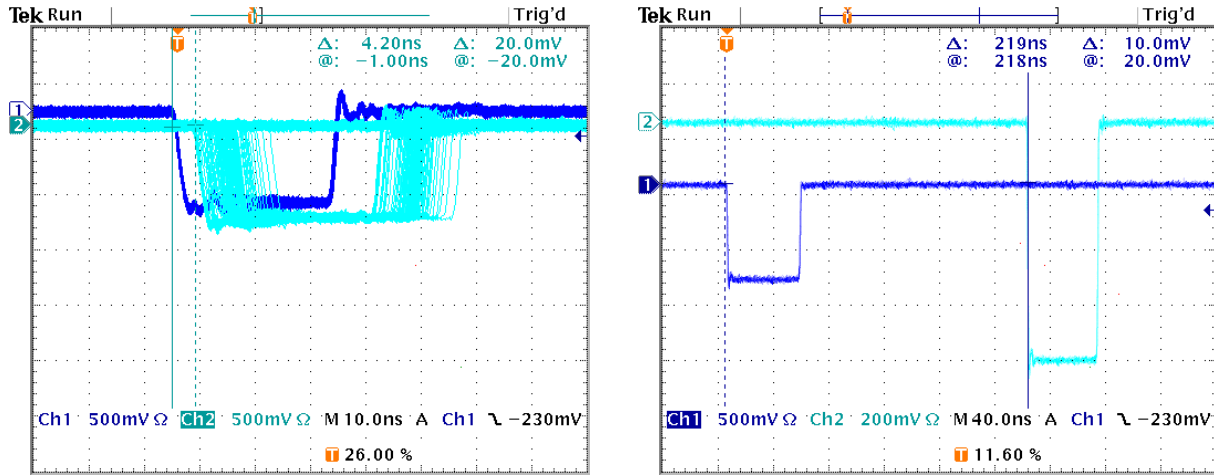 Tek Run Trig'd
T
T
Δ: 4.20ns Δ: 20.0mV
@: −1.00ns @: −20.0mV
1
2
Ch1 500mV Ω Ch2 500mV Ω M 10.0ns A Ch1 −230mV
T 26.00 %
Tek Run Trig'd
T
T
Δ: 219ns Δ: 10.0mV
@: 218ns @: 20.0mV
2
1
Ch1 500mV Ω Ch2 200mV Ω M 40.0ns A Ch1 −230mV
T 11.60 %